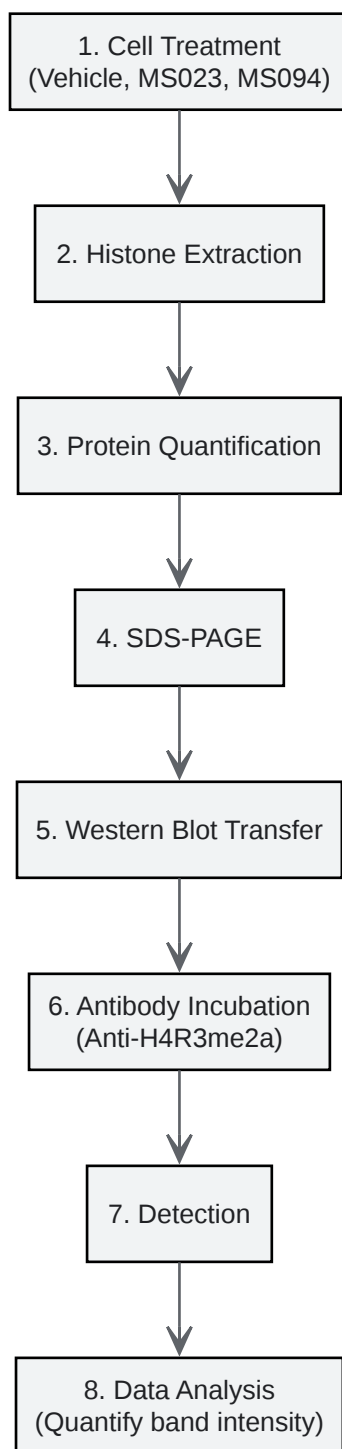 1. Cell Treatment
(Vehicle, MS023, MS094)
2. Histone Extraction
3. Protein Quantification
4. SDS-PAGE
5. Western Blot Transfer
6. Antibody Incubation
(Anti-H4R3me2a)
7. Detection
8. Data Analysis
(Quantify band intensity)